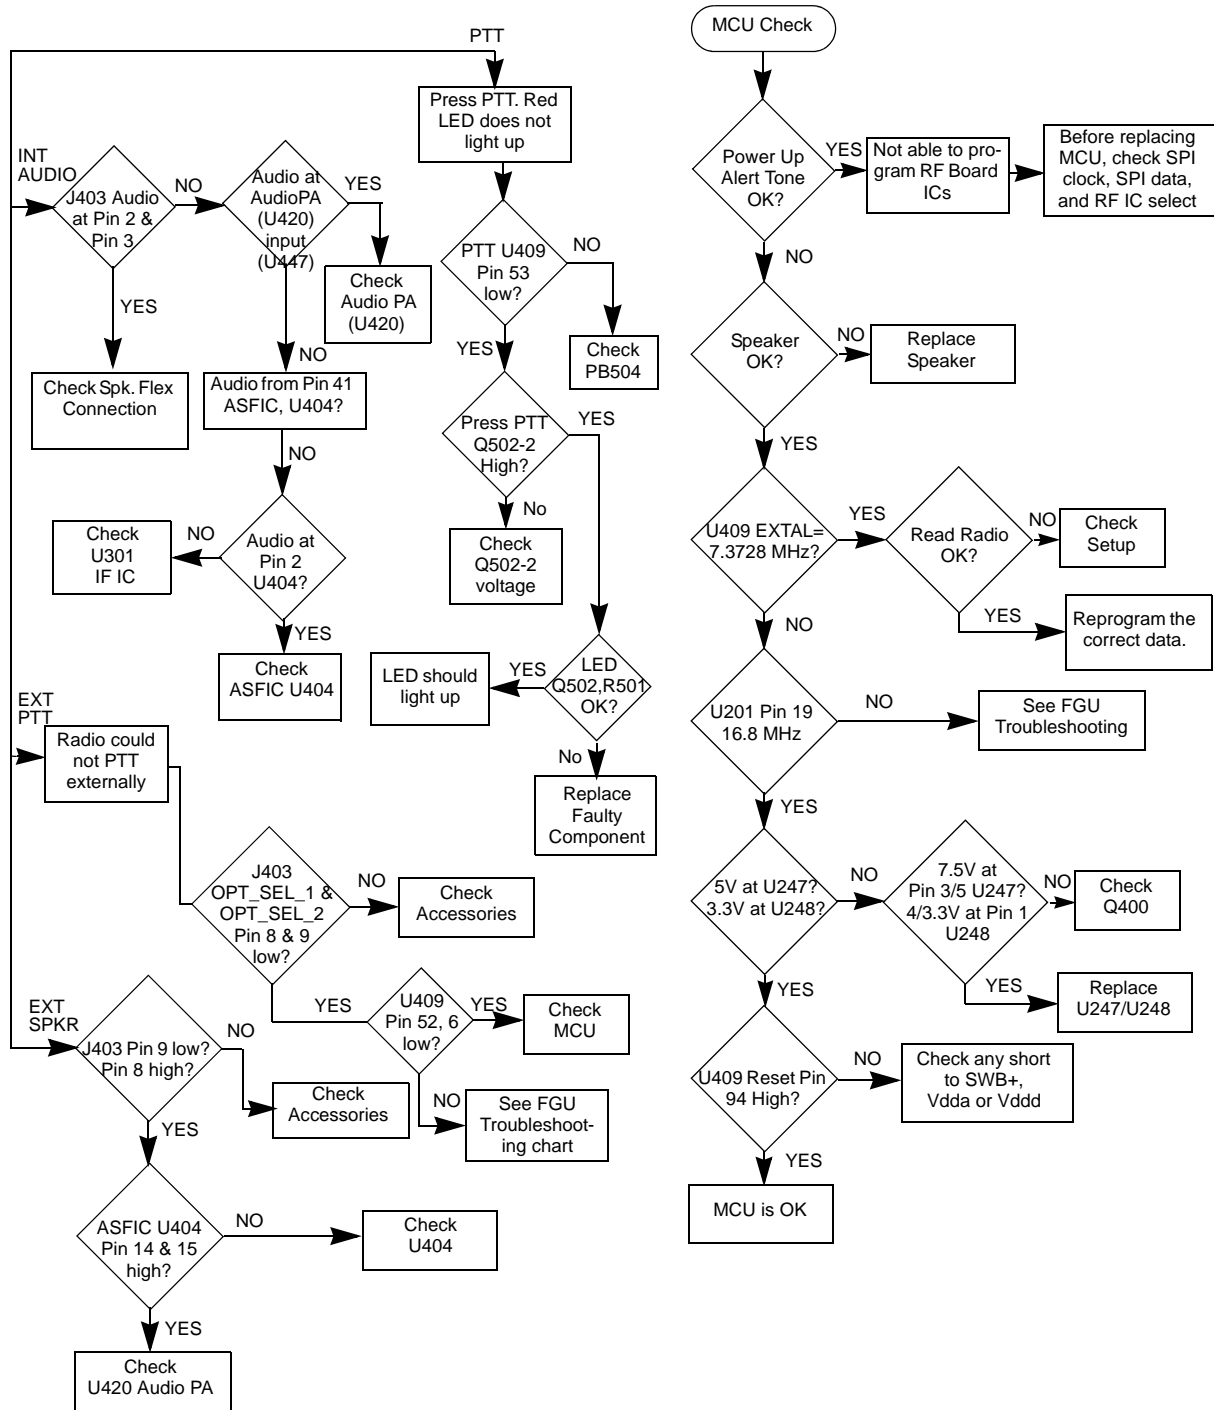 PTT
Press PTT. Red
LED does not
light up
INT
AUDIO
J403 Audio
at Pin 2 &
Pin 3
NO
Audio at
AudioPA
(U420)
input
(U447)
YES
Check
Audio PA
(U420)
YES
Check Spk. Flex
Connection
NO
Audio from Pin 41
ASFIC, U404?
NO
Audio at
Pin 2
U404?
NO
Check
U301
IF IC
YES
Check
ASFIC U404
PTT U409
Pin 53
low?
NO
Check
PB504
YES
Press PTT
Q502-2
High?
YES
No
Check
Q502-2
voltage
LED
Q502,R501
OK?
YES
LED should
light up
No
Replace
Faulty
Component
EXT
PTT
Radio could
not PTT
externally
J403
OPT_SEL_1 &
OPT_SEL_2
Pin 8 & 9
low?
NO
Check
Accessories
YES
U409
Pin 52, 6
low?
YES
Check
MCU
NO
See FGU
Troubleshoot-
ing chart
EXT
SPKR
J403 Pin 9 low?
Pin 8 high?
NO
Check
Accessories
YES
ASFIC U404
Pin 14 & 15
high?
NO
Check
U404
YES
Check
U420 Audio PA
MCU Check
Power Up
Alert Tone
OK?
YES
Not able to pro-
gram RF Board
ICs
Before replacing
MCU, check SPI
clock, SPI data,
and RF IC select
NO
Speaker
OK?
NO
Replace
Speaker
YES
U409 EXTAL=
7.3728 MHz?
YES
Read Radio
OK?
NO
Check
Setup
YES
Reprogram the
correct data.
NO
U201 Pin 19
16.8 MHz
NO
See FGU
Troubleshooting
YES
5V at U247?
3.3V at U248?
NO
7.5V at
Pin 3/5 U247?
4/3.3V at Pin 1
U248
NO
Check
Q400
YES
Replace
U247/U248
YES
U409 Reset Pin
94 High?
NO
Check any short
to SWB+,
Vdda or Vddd
YES
MCU is OK